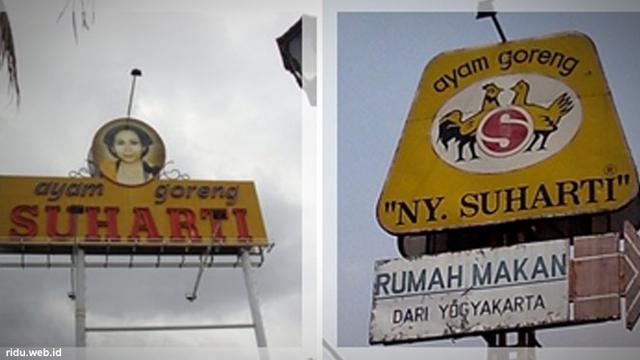 ayam goreng
SUHARTI
ayam goreng
S
"NY. SUHARTI"®
RUMAH MAKAN
DARI YOGYAKARTA
ridu.web.id